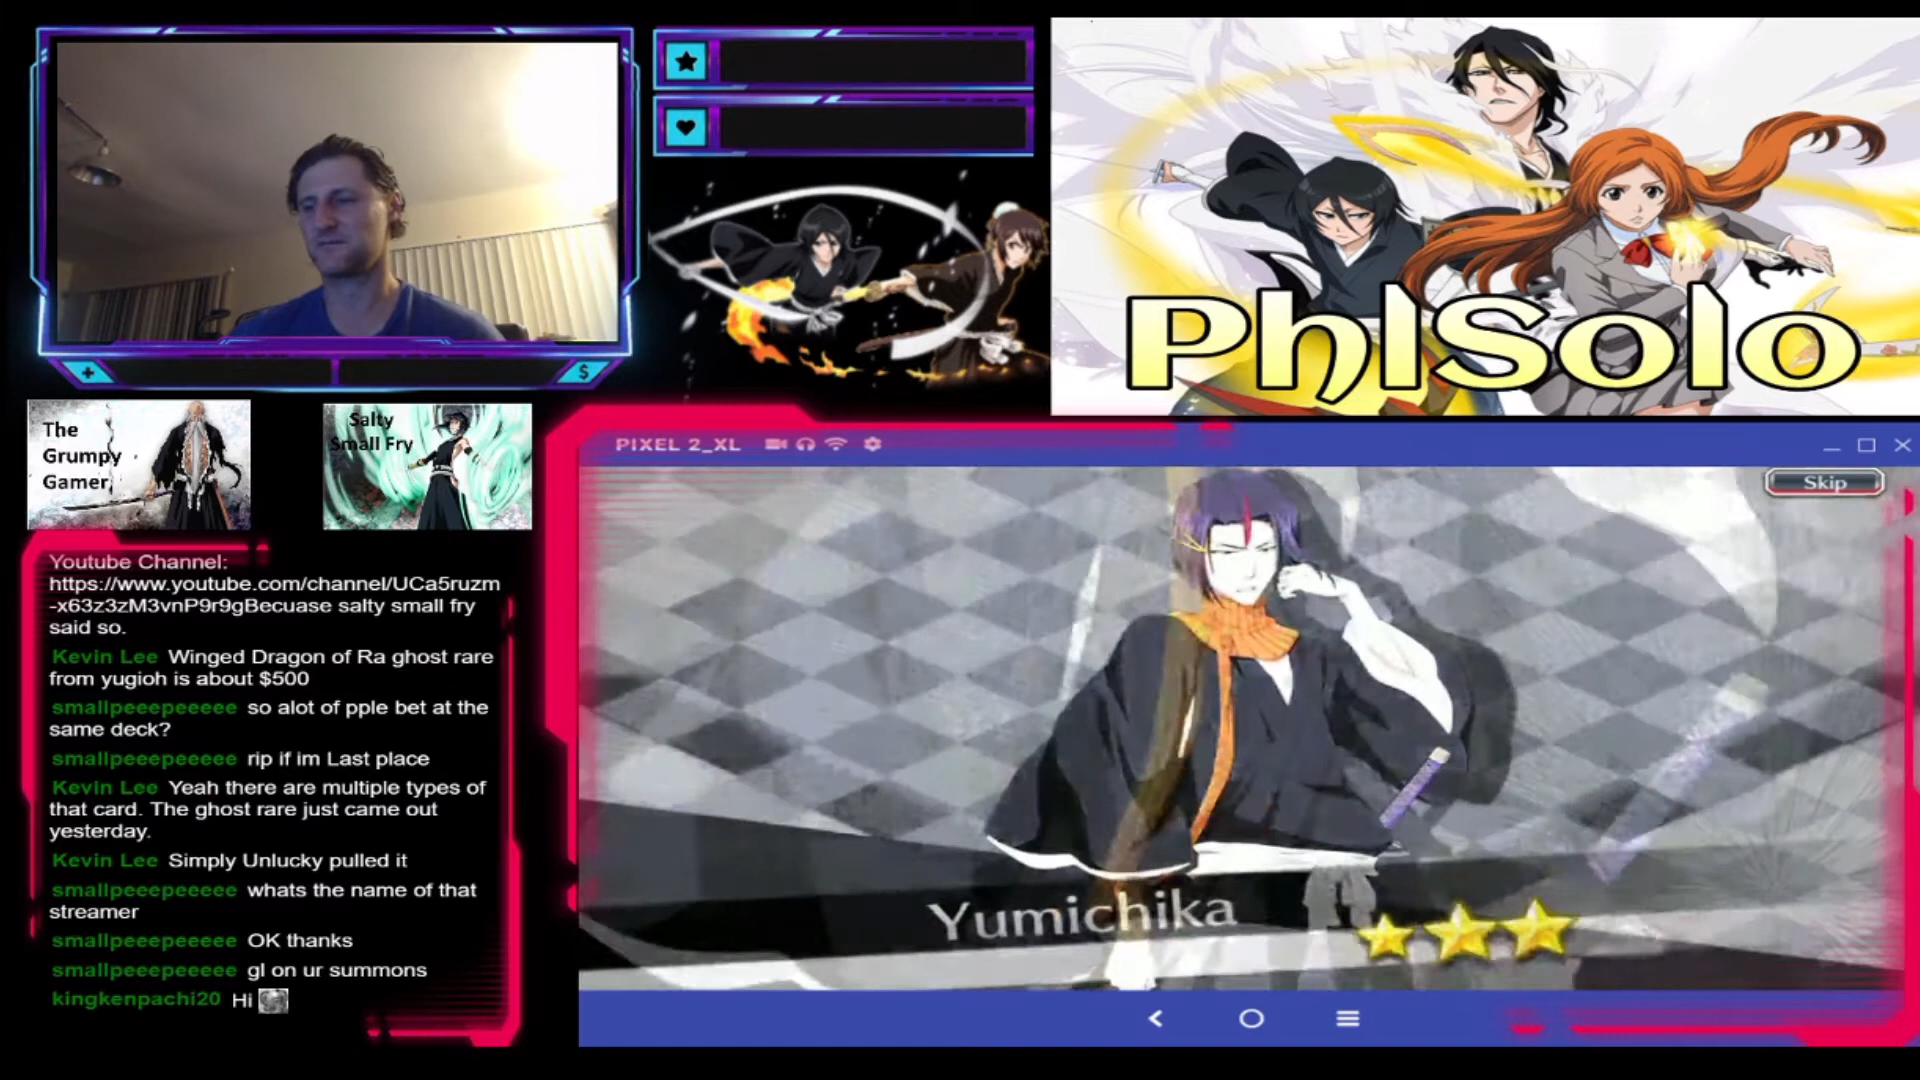 PhISolo
The
Grumpy
Gamer
Salty
Small Fry
PIXEL 2_XL
Skip
Youtube Channel:
https://www.youtube.com/channel/UCa5ruzm
-x63z3zM3vnP9r9gBecuase salty small fry
said so.
Kevin Lee Winged Dragon of Ra ghost rare
from yugioh is about $500
smallpeeepeeeee so alot of pple bet at the
same deck?
smallpeeepeeeee rip if im Last place
Kevin Lee Yeah there are multiple types of
that card. The ghost rare just came out
yesterday.
Kevin Lee Simply Unlucky pulled it
smallpeeepeeeee whats the name of that
streamer
smallpeeepeeeee OK thanks
smallpeeepeeeee gl on ur summons
kingkenpachi20 Hi
Yumichika